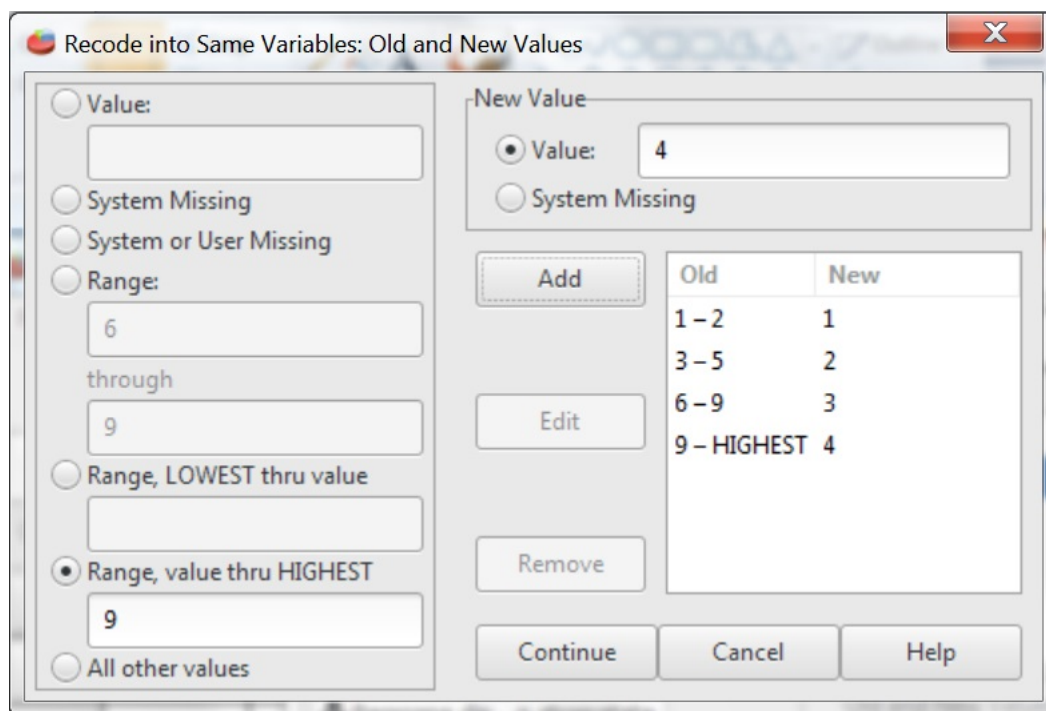 Recode into Same Variables: Old and New Values
Value:
System Missing
System or User Missing
Range:
6
through
9
Range, LOWEST thru value
Range, value thru HIGHEST
9
All other values
New Value
Value: 4
System Missing
Add
Edit
Remove
Old New
1 – 2 1
3 – 5 2
6 – 9 3
9 – HIGHEST 4
Continue Cancel Help